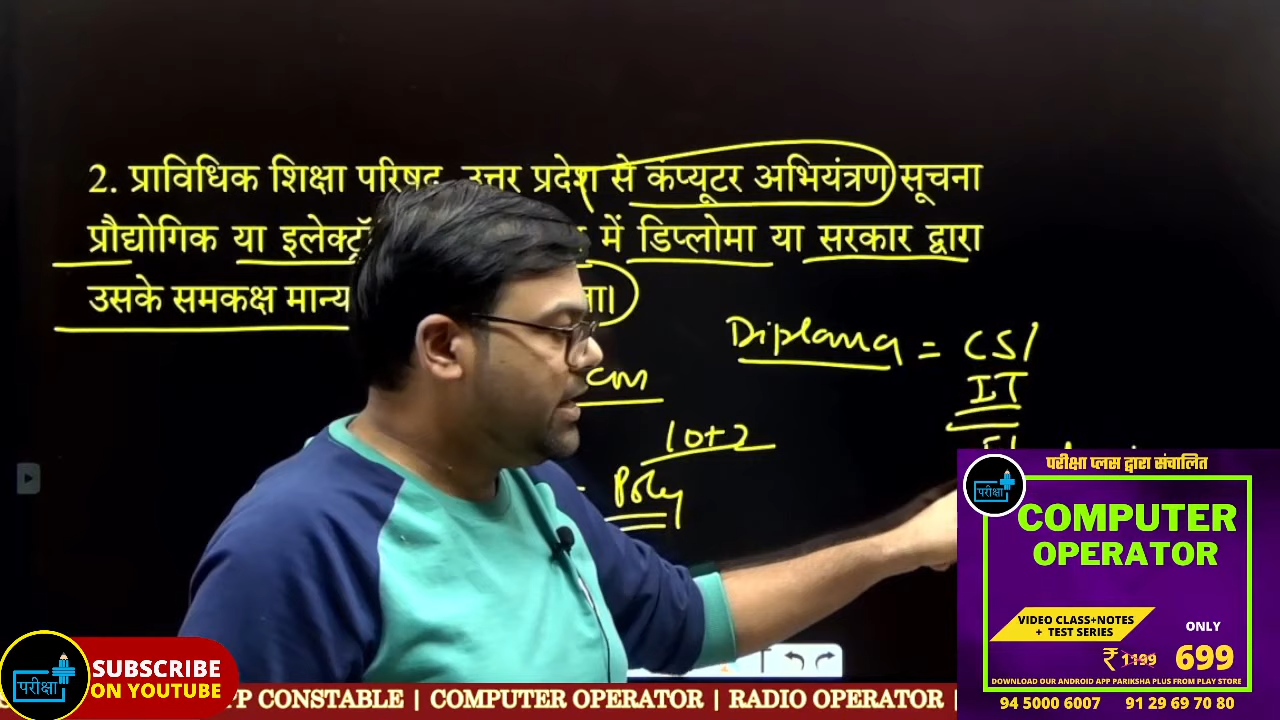 2. प्राविधिक शिक्षा परिषद, उत्तर प्रदेश से कंप्यूटर अभियंत्रण सूचना
प्रौद्योगिक या इलेक्ट्रॉ में डिप्लोमा या सरकार द्वारा
उसके समकक्ष मान्य ता।
Diploma = CS/
IT
10+2
Poly
परीक्षा प्लस द्वारा संचालित
परीक्षा
COMPUTER
OPERATOR
VIDEO CLASS+NOTES
+ TEST SERIES
ONLY
₹1199 699
DOWNLOAD OUR ANDROID APP PARIKSHA PLUS FROM PLAY STORE
94 5000 6007 91 29 69 70 80
परीक्षा
SUBSCRIBE
ON YOUTUBE
CONSTABLE | COMPUTER OPERATOR | RADIO OPERATOR |